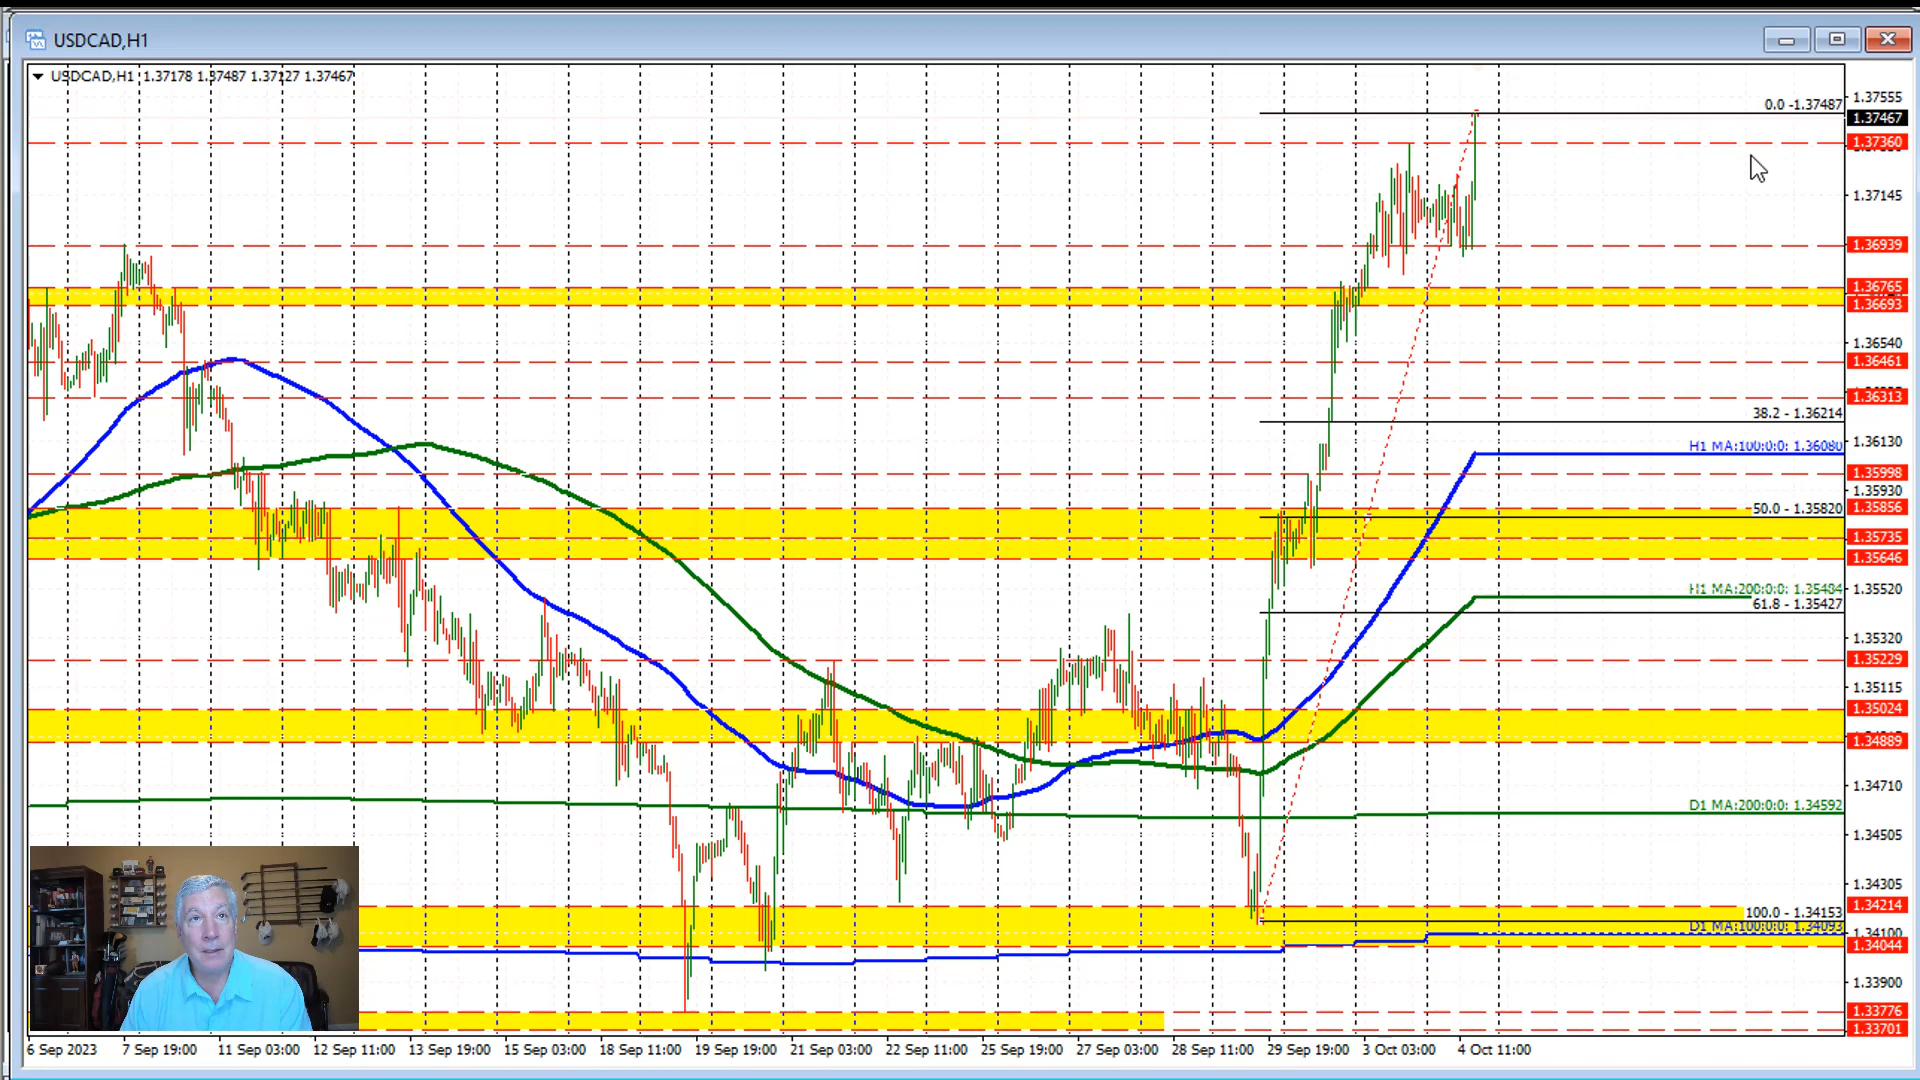 USDCAD,H1
USDCAD,H1 1.37178 1.37487 1.37127 1.37467
1.37555
0.0 -1.37487
1.37467
1.37360
1.37145
1.36939
1.36765
1.36693
1.36540
1.36461
1.36313
38.2 - 1.36214
1.36130
H1 MA:100:0:0: 1.36080
1.35998
1.35930
1.35856
50.0 - 1.35820
1.35735
1.35646
1.35520
H1 MA:200:0:0: 1.35484
61.8 - 1.35427
1.35320
1.35229
1.35115
1.35024
1.34889
1.34710
D1 MA:200:0:0: 1.34592
1.34505
1.34305
1.34214
100.0 - 1.34153
D1 MA:100:0:0: 1.34093
1.34100
1.34044
1.33900
1.33776
1.33701
6 Sep 2023 7 Sep 19:00 11 Sep 03:00 12 Sep 11:00 13 Sep 19:00 15 Sep 03:00 18 Sep 11:00 19 Sep 19:00 21 Sep 03:00 22 Sep 11:00 25 Sep 19:00 27 Sep 03:00 28 Sep 11:00 29 Sep 19:00 3 Oct 03:00 4 Oct 11:00